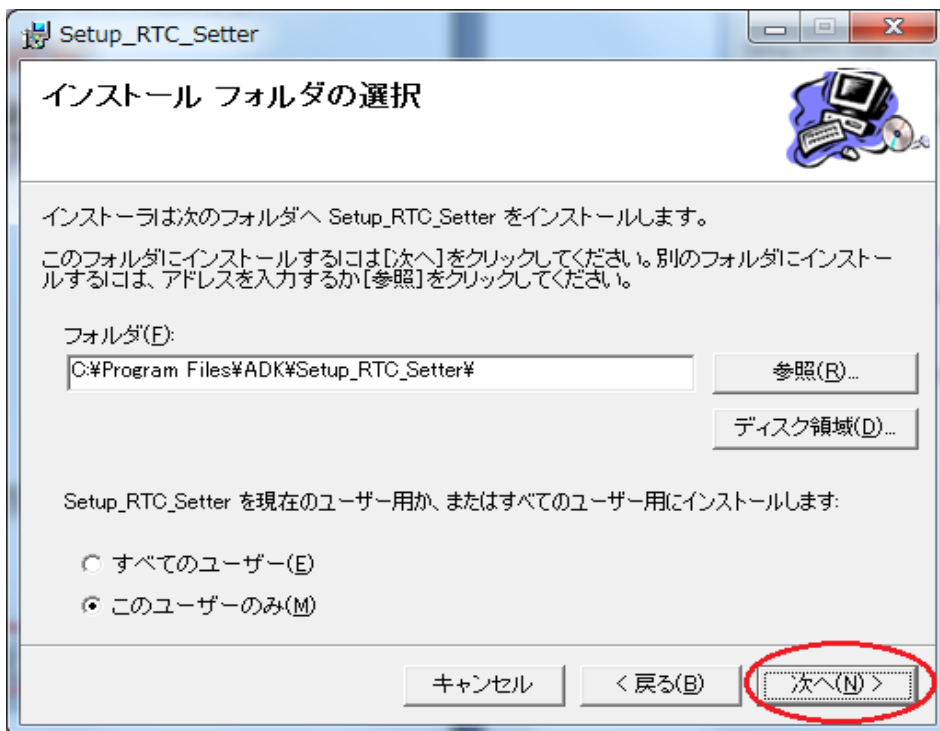 Setup_RTC_Setter
インストール フォルダの選択
インストーラは次のフォルダへ Setup_RTC_Setter をインストールします。
このフォルダにインストールするには[次へ]をクリックしてください。別のフォルダにインストー
ルするには、アドレスを入力するか[参照]をクリックしてください。
フォルダ(F):
C:¥Program Files¥ADK¥Setup_RTC_Setter¥
参照(R)...
ディスク領域(D)...
Setup_RTC_Setter を現在のユーザー用か、またはすべてのユーザー用にインストールします:
すべてのユーザー(E)
このユーザーのみ(M)
キャンセル
< 戻る(B)
次へ(N) >